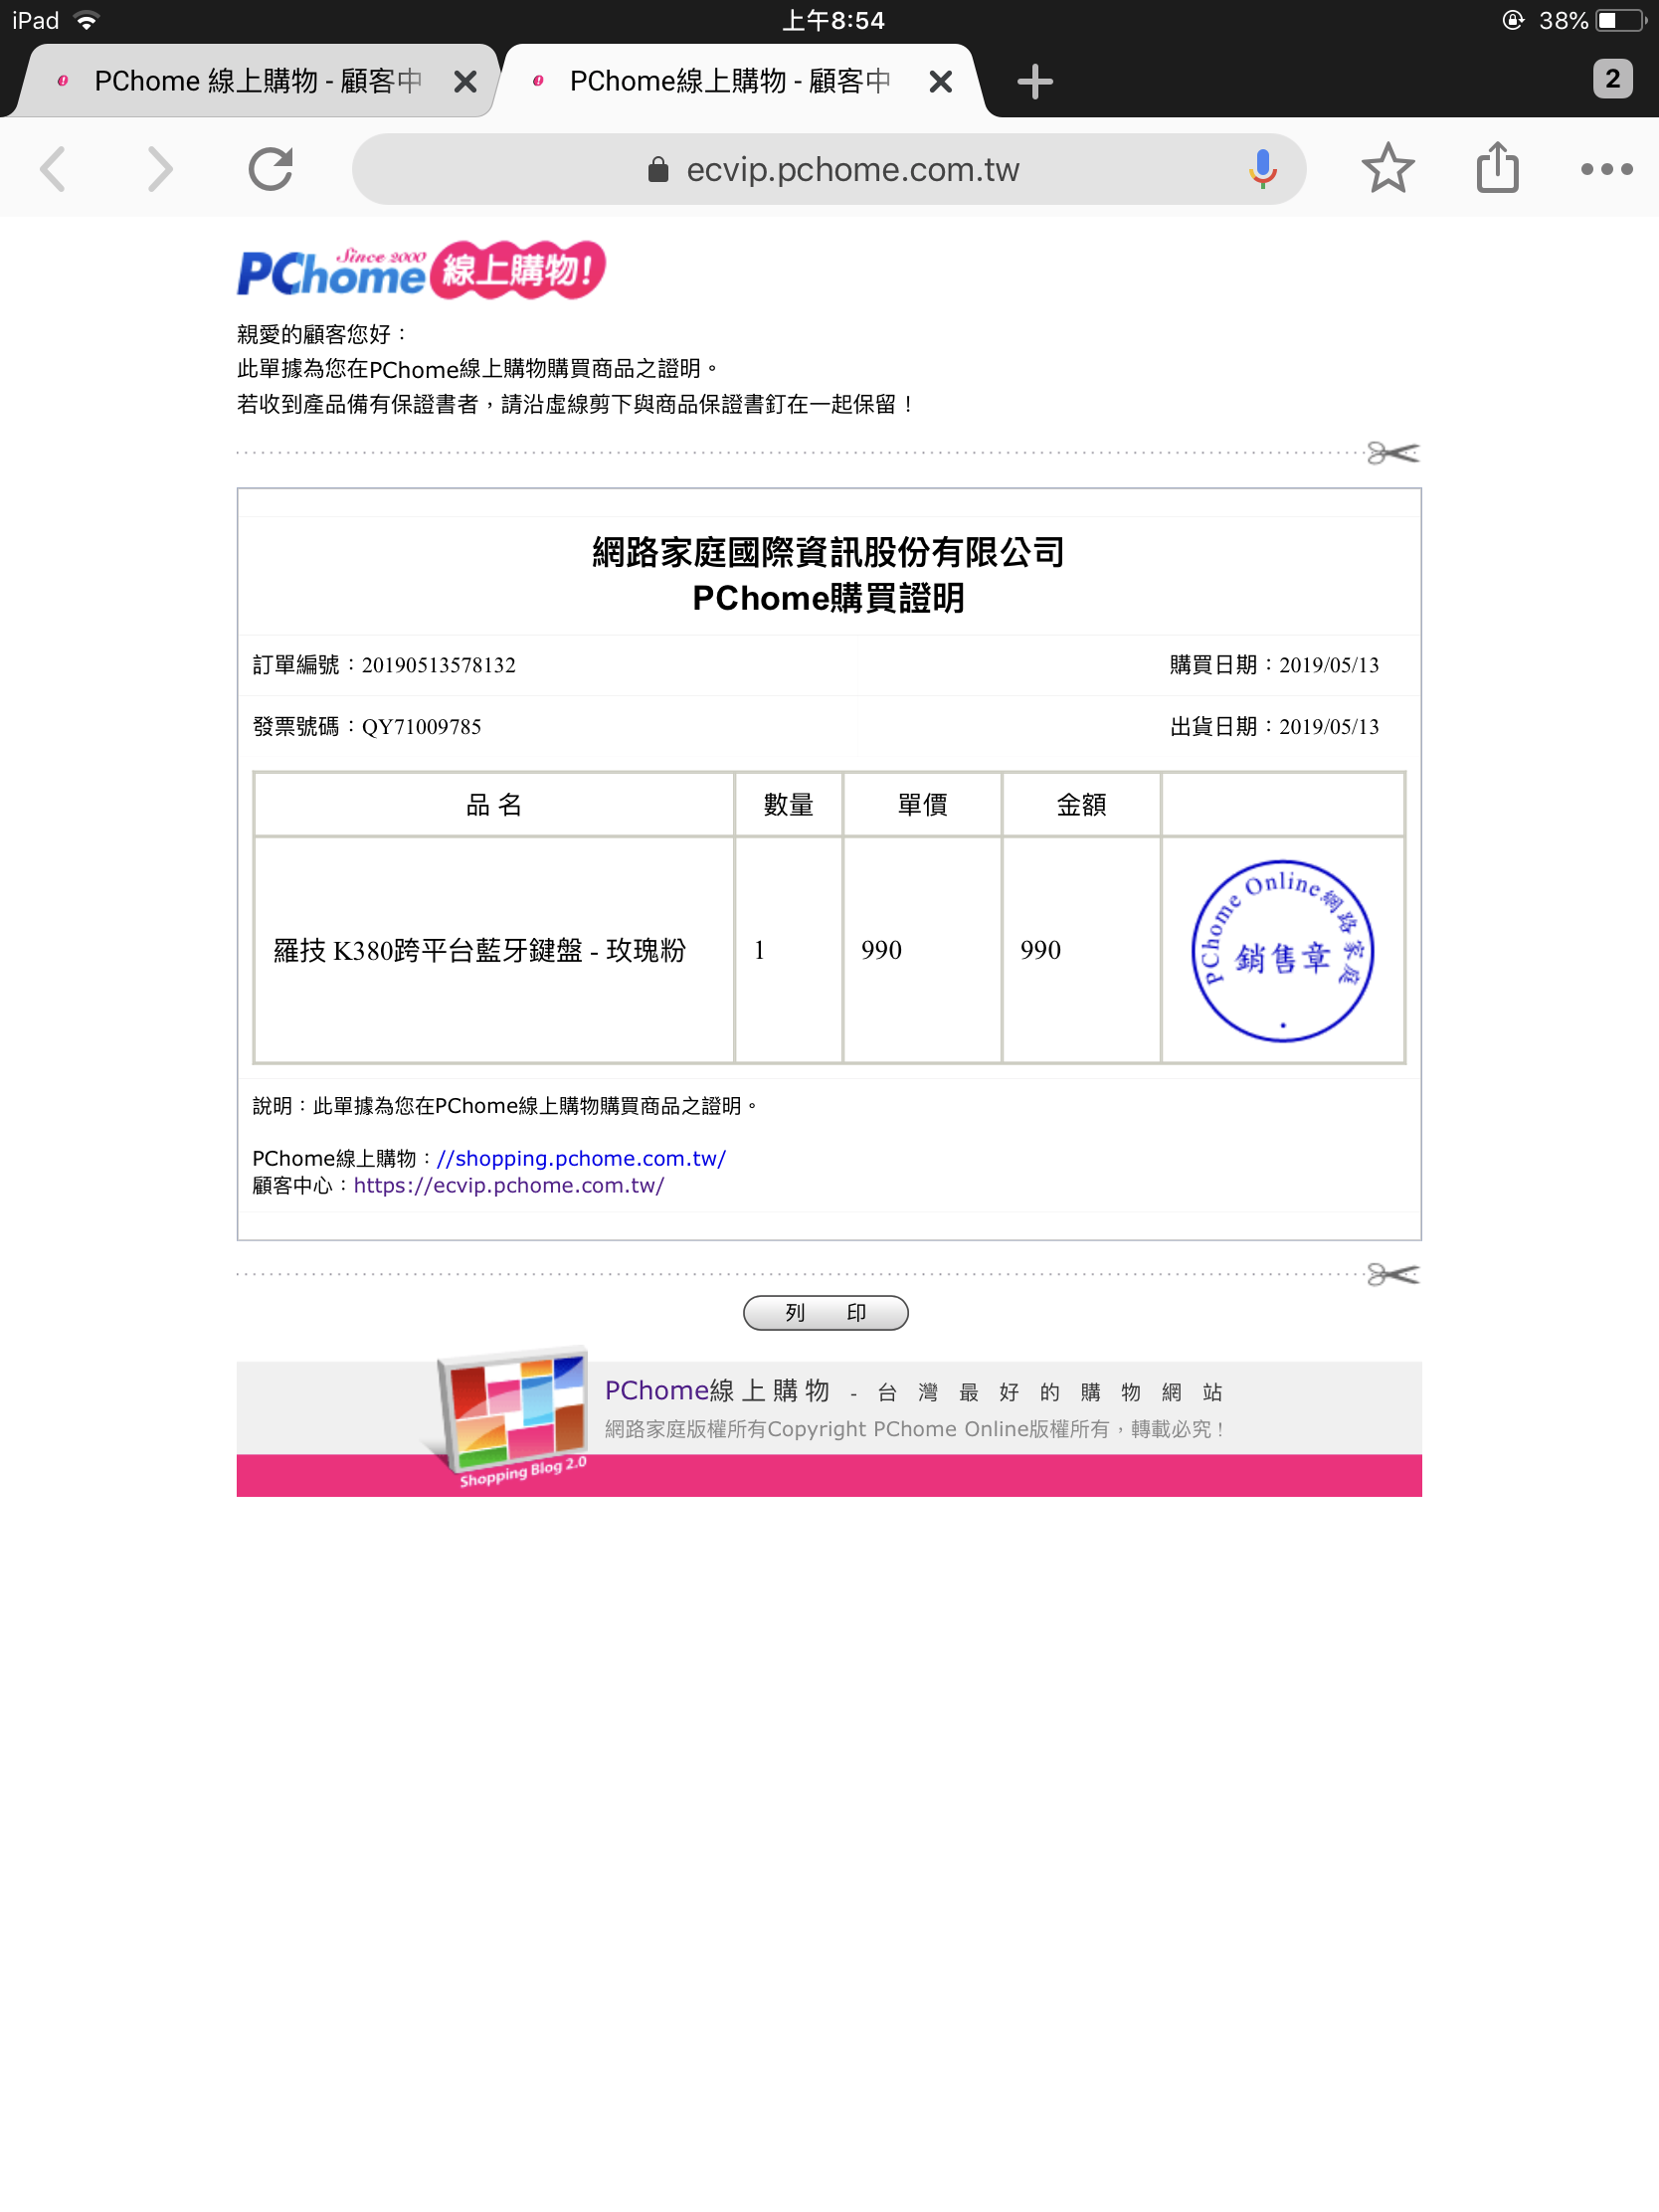 iPad
上午8:54
38%
PChome 線上購物 - 顧客中
PChome線上購物 - 顧客中
2
ecvip.pchome.com.tw
PChome Since 2000 線上購物!
親愛的顧客您好：
此單據為您在PChome線上購物購買商品之證明。
若收到產品備有保證書者，請沿虛線剪下與商品保證書釘在一起保留！
網路家庭國際資訊股份有限公司
PChome購買證明
訂單編號：20190513578132
購買日期：2019/05/13
發票號碼：QY71009785
出貨日期：2019/05/13
品 名 數量 單價 金額
羅技 K380跨平台藍牙鍵盤 - 玫瑰粉 1 990 990
PChome Online網路家庭
銷售章
說明：此單據為您在PChome線上購物購買商品之證明。
PChome線上購物：//shopping.pchome.com.tw/
顧客中心：https://ecvip.pchome.com.tw/
列 印
PChome線上購物 - 台灣最好的購物網站
網路家庭版權所有Copyright PChome Online版權所有，轉載必究！
Shopping Blog 2.0